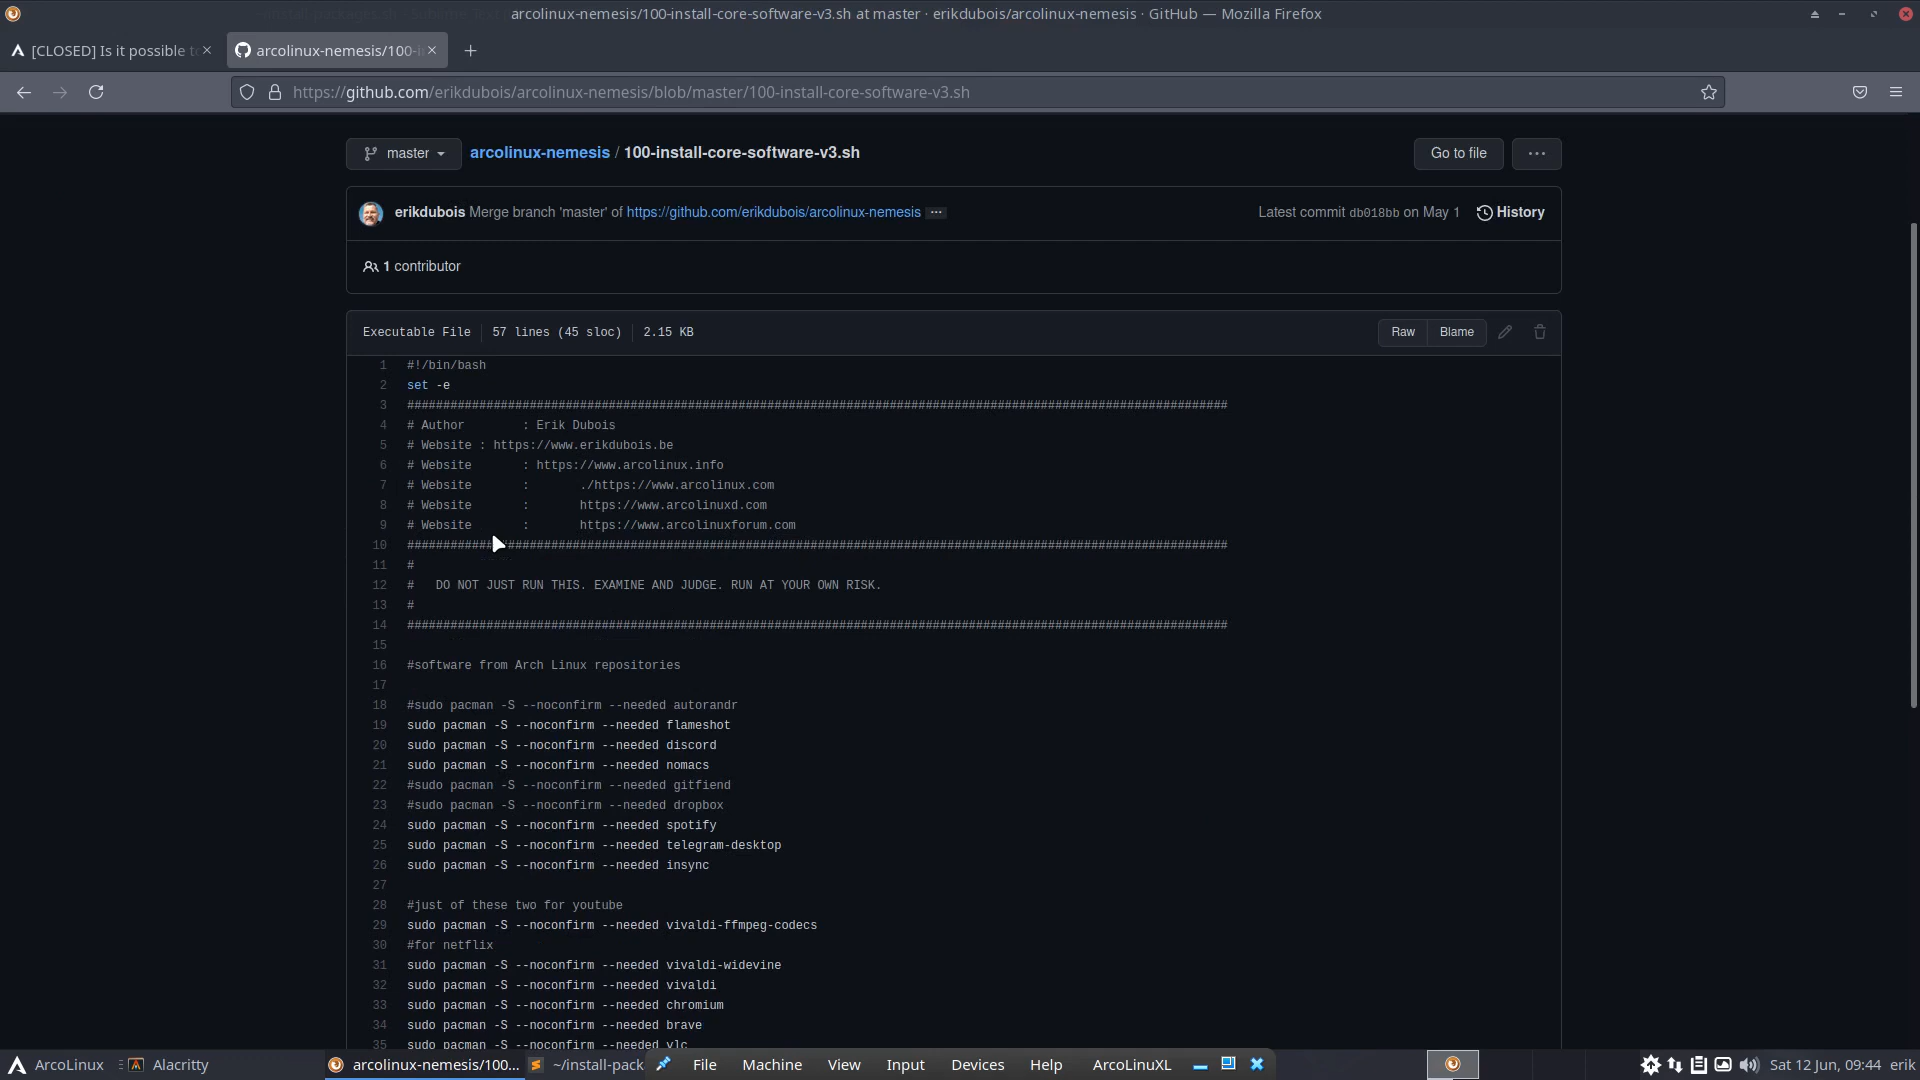 arcolinux-nemesis/100-install-core-software-v3.sh at master · erikdubois/arcolinux-nemesis · GitHub — Mozilla Firefox
[CLOSED] Is it possible t
arcolinux-nemesis/100-i
https://github.com/erikdubois/arcolinux-nemesis/blob/master/100-install-core-software-v3.sh
master
arcolinux-nemesis / 100-install-core-software-v3.sh
Go to file
erikdubois Merge branch 'master' of https://github.com/erikdubois/arcolinux-nemesis
Latest commit db018bb on May 1
History
1 contributor
Executable File 57 lines (45 sloc) 2.15 KB
Raw Blame
1 #!/bin/bash
2 set -e
3 ##################################################################################################################
4 # Author : Erik Dubois
5 # Website : https://www.erikdubois.be
6 # Website : https://www.arcolinux.info
7 # Website : ./https://www.arcolinux.com
8 # Website : https://www.arcolinuxd.com
9 # Website : https://www.arcolinuxforum.com
10 ##################################################################################################################
11 #
12 # DO NOT JUST RUN THIS. EXAMINE AND JUDGE. RUN AT YOUR OWN RISK.
13 #
14 ##################################################################################################################
15
16 #software from Arch Linux repositories
17
18 #sudo pacman -S --noconfirm --needed autorandr
19 sudo pacman -S --noconfirm --needed flameshot
20 sudo pacman -S --noconfirm --needed discord
21 sudo pacman -S --noconfirm --needed nomacs
22 #sudo pacman -S --noconfirm --needed gitfiend
23 #sudo pacman -S --noconfirm --needed dropbox
24 sudo pacman -S --noconfirm --needed spotify
25 sudo pacman -S --noconfirm --needed telegram-desktop
26 sudo pacman -S --noconfirm --needed insync
27
28 #just of these two for youtube
29 sudo pacman -S --noconfirm --needed vivaldi-ffmpeg-codecs
30 #for netflix
31 sudo pacman -S --noconfirm --needed vivaldi-widevine
32 sudo pacman -S --noconfirm --needed vivaldi
33 sudo pacman -S --noconfirm --needed chromium
34 sudo pacman -S --noconfirm --needed brave
35 sudo pacman -S --noconfirm --needed vlc
ArcoLinux Alacritty arcolinux-nemesis/100... ~/install-pack File Machine View Input Devices Help ArcoLinuXL Sat 12 Jun, 09:44 erik